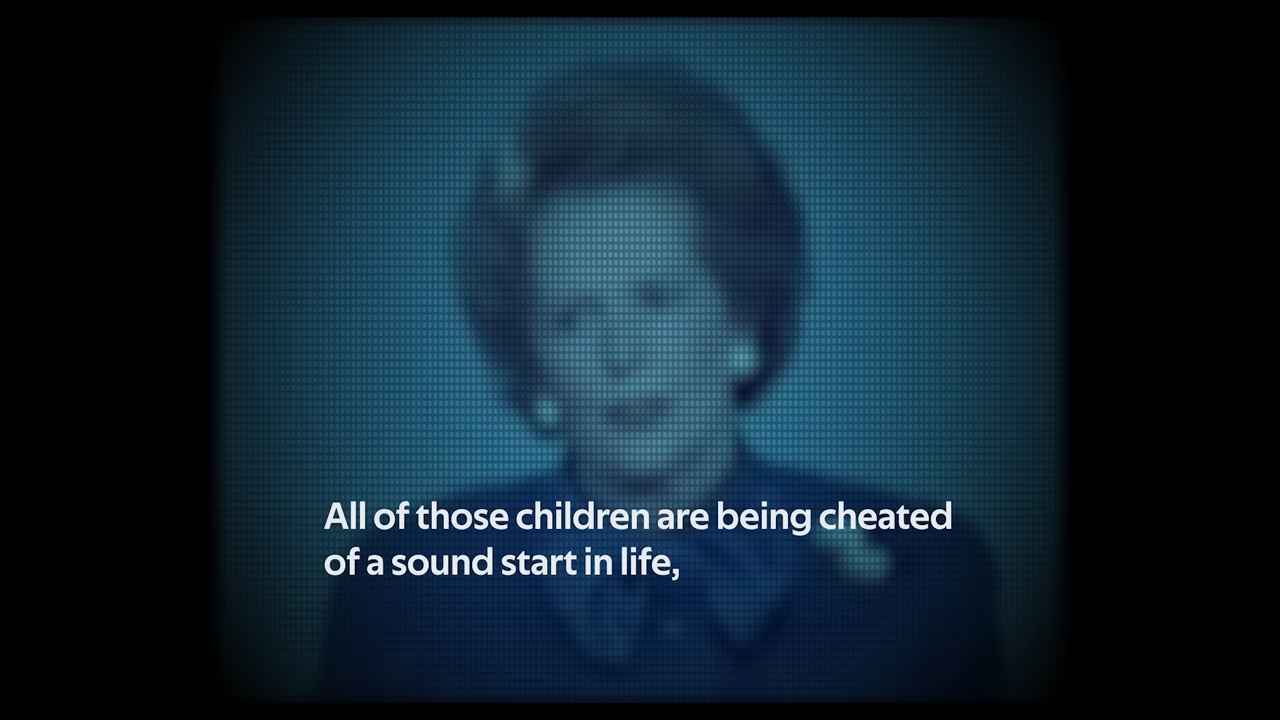 All of those children are being cheated
of a sound start in life,